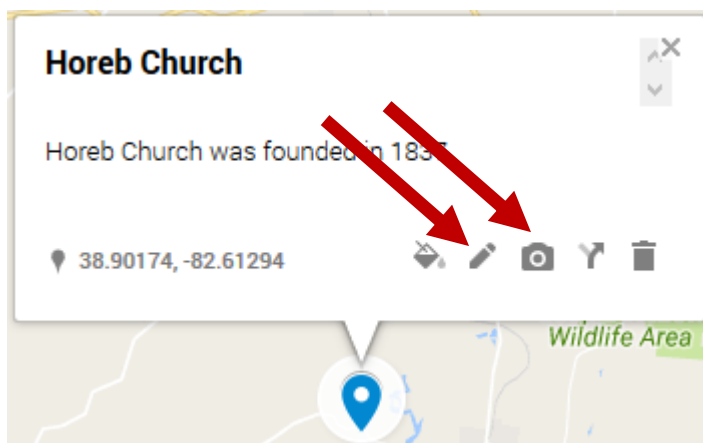 Horeb Church
Horeb Church was founded in
38.90174, -82.61294
Wildlife Area